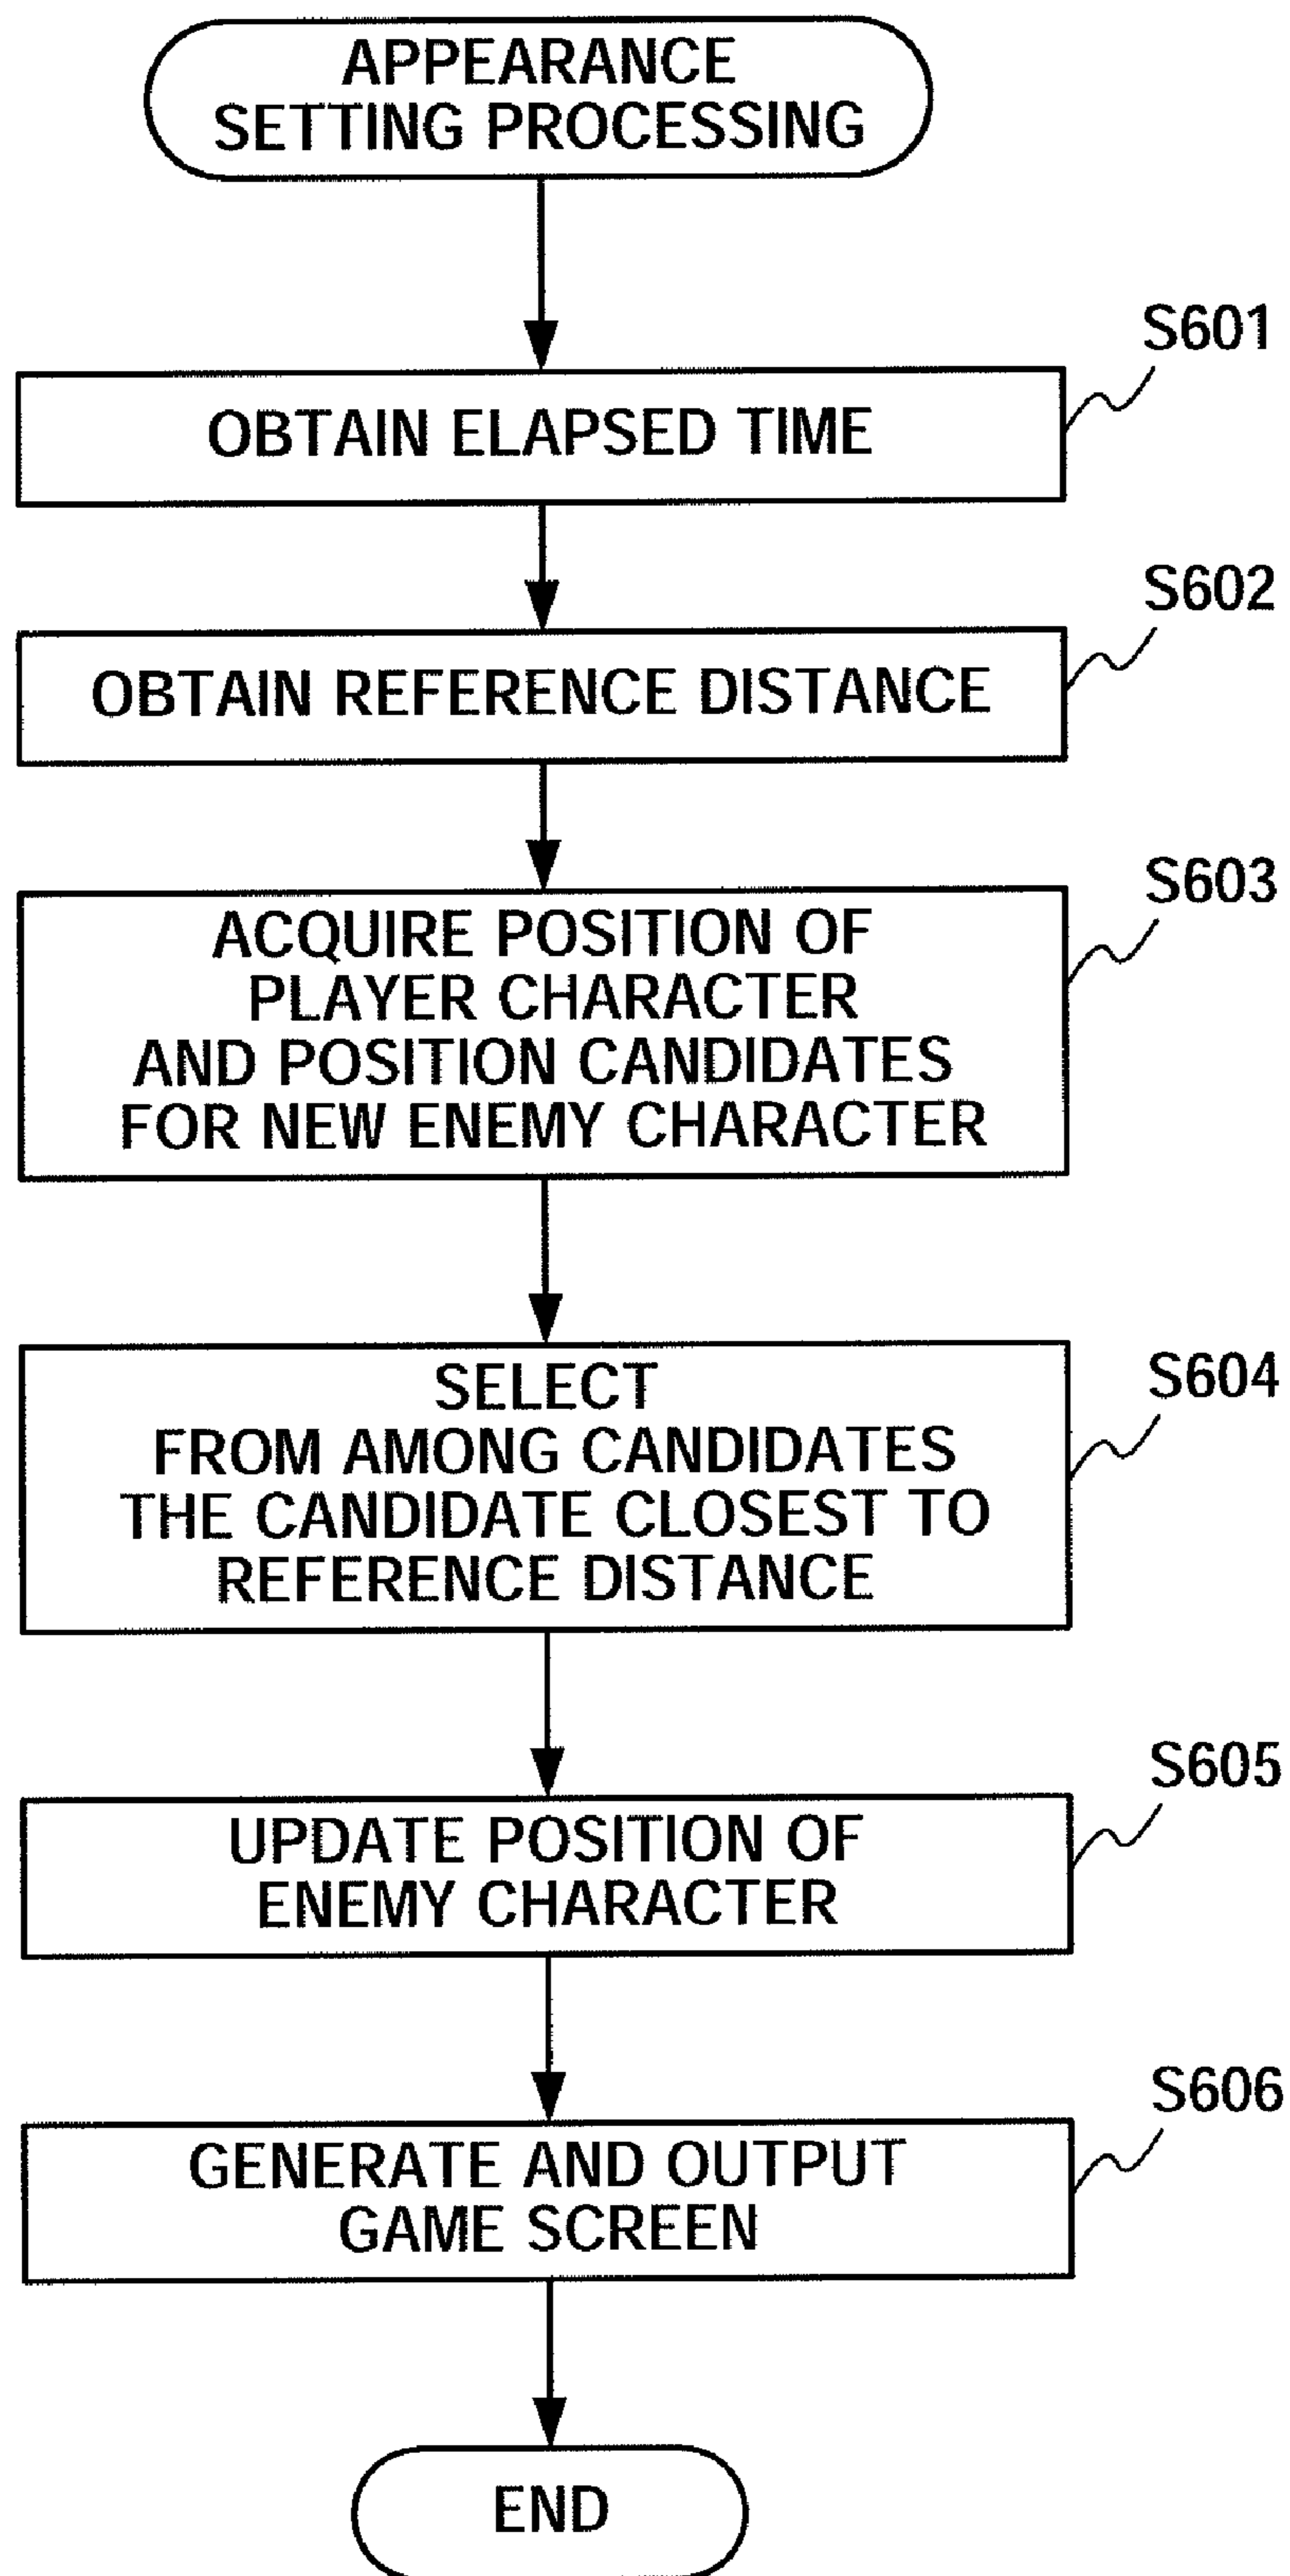 APPEARANCE
SETTING PROCESSING
S601
OBTAIN ELAPSED TIME
S602
OBTAIN REFERENCE DISTANCE
S603
ACQUIRE POSITION OF
PLAYER CHARACTER
AND POSITION CANDIDATES
FOR NEW ENEMY CHARACTER
S604
SELECT
FROM AMONG CANDIDATES
THE CANDIDATE CLOSEST TO
REFERENCE DISTANCE
S605
UPDATE POSITION OF
ENEMY CHARACTER
S606
GENERATE AND OUTPUT
GAME SCREEN
END